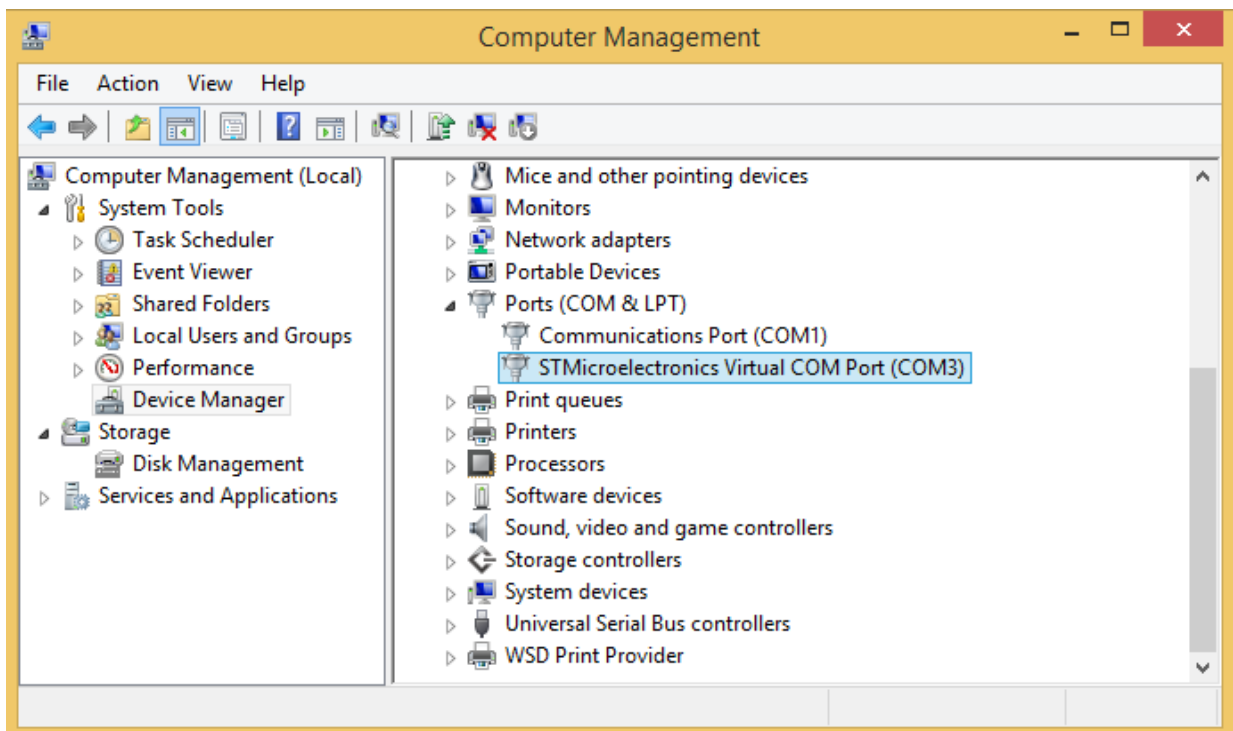 Computer Management
File Action View Help
Computer Management (Local)
System Tools
Task Scheduler
Event Viewer
Shared Folders
Local Users and Groups
Performance
Device Manager
Storage
Disk Management
Services and Applications
Mice and other pointing devices
Monitors
Network adapters
Portable Devices
Ports (COM & LPT)
Communications Port (COM1)
STMicroelectronics Virtual COM Port (COM3)
Print queues
Printers
Processors
Software devices
Sound, video and game controllers
Storage controllers
System devices
Universal Serial Bus controllers
WSD Print Provider